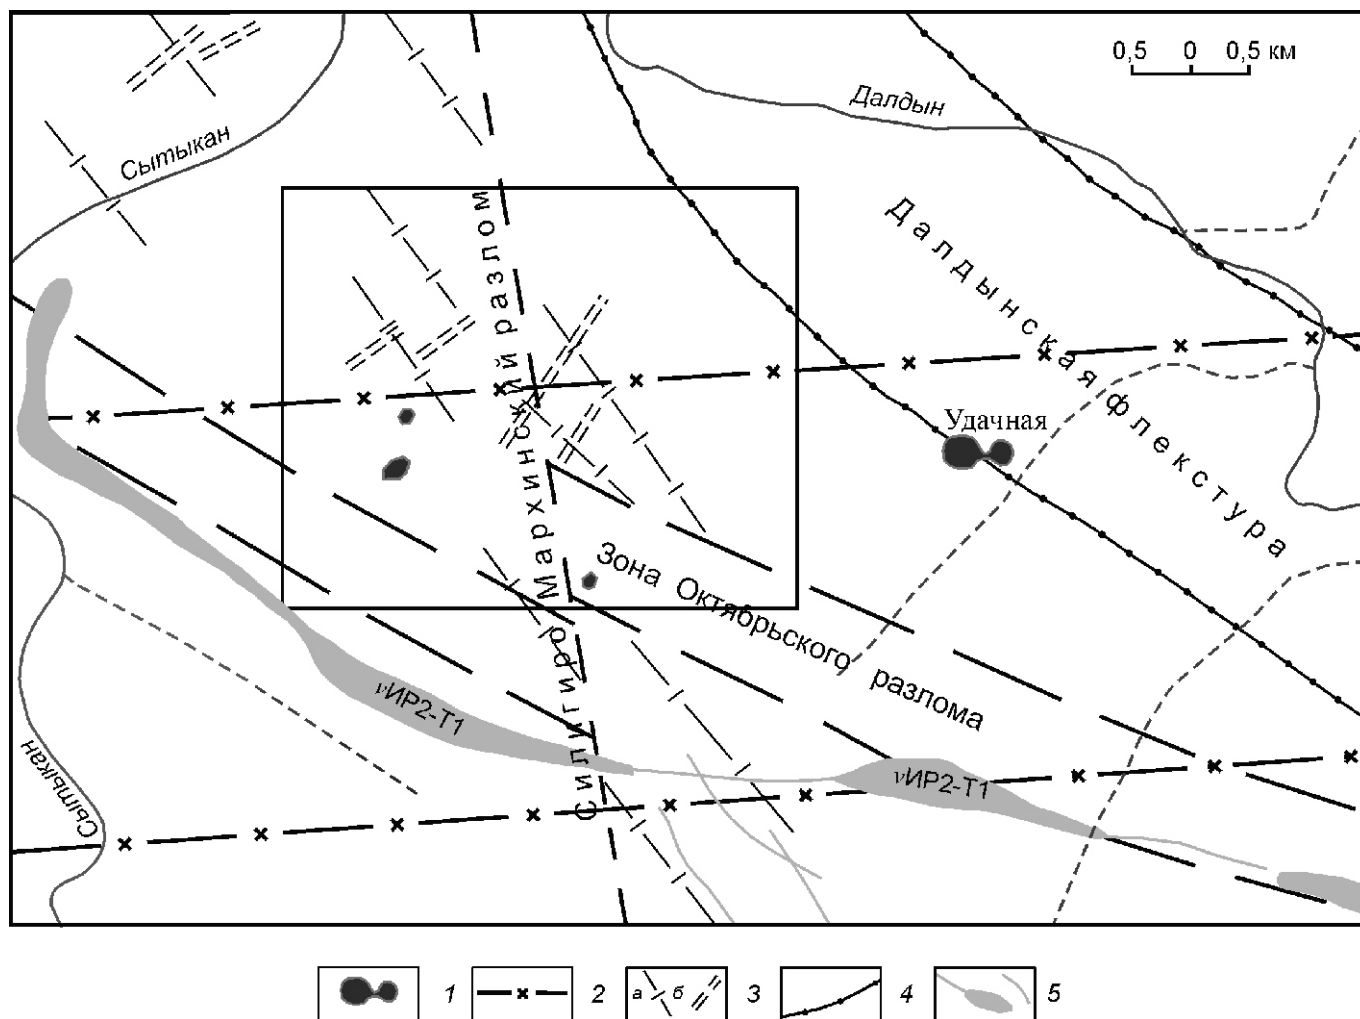 0,5 0 0,5 км
Далдын
Сытыкан
Далдынская флексура
Удачная
Силигиро Мархинский разлом
Зона Октябрьского разлома
νИР2-Т1
νИР2-Т1
Сытыкан
1
2
а б 3
4
5